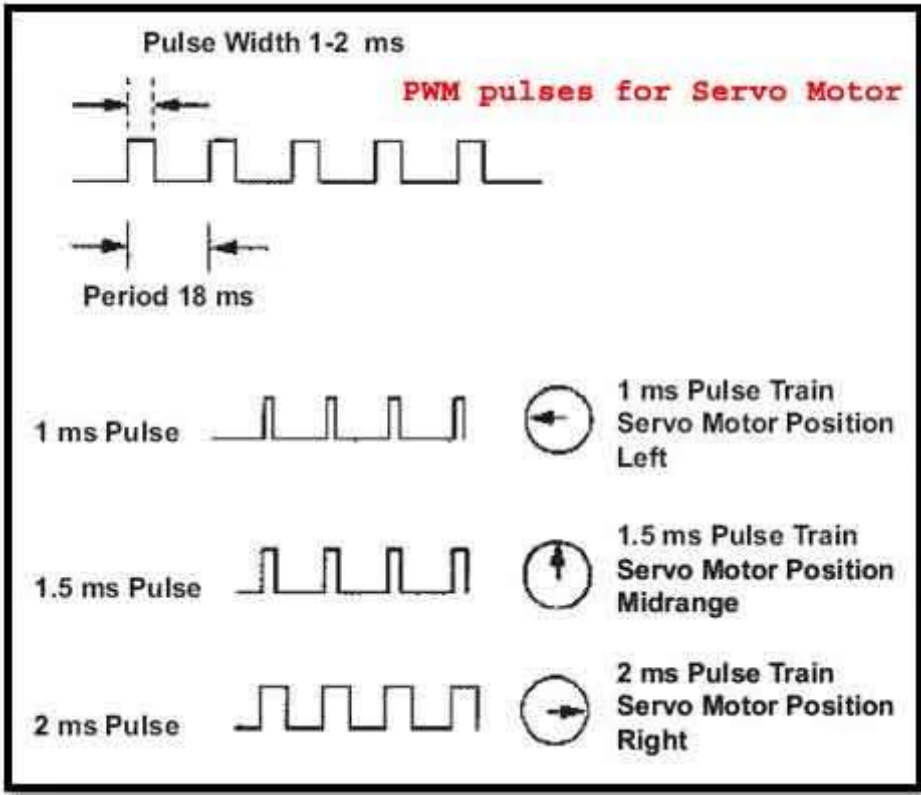 Pulse Width 1-2 ms
PWM pulses for Servo Motor
Period 18 ms
1 ms Pulse
1 ms Pulse Train
Servo Motor Position
Left
1.5 ms Pulse
1.5 ms Pulse Train
Servo Motor Position
Midrange
2 ms Pulse
2 ms Pulse Train
Servo Motor Position
Right